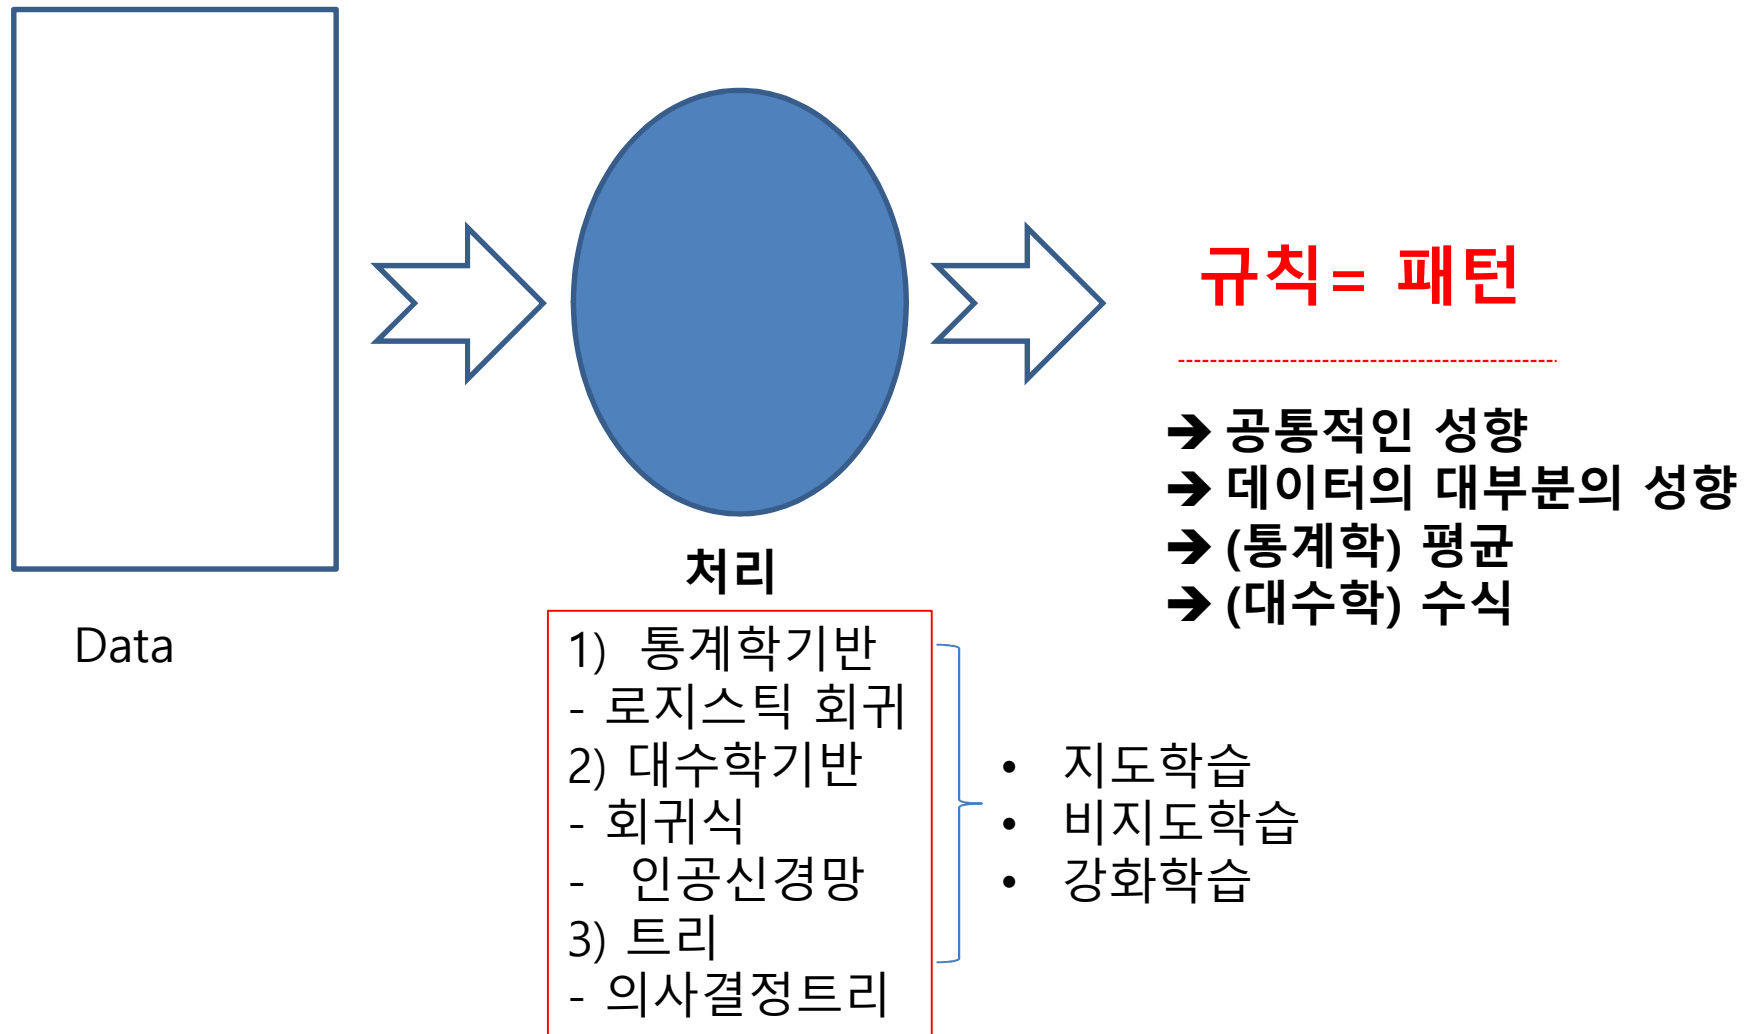 Data
처리
1) 통계학기반
- 로지스틱 회귀
2) 대수학기반
- 회귀식
- 인공신경망
3) 트리
- 의사결정트리
• 지도학습
• 비지도학습
• 강화학습
규칙= 패턴
➔ 공통적인 성향
➔ 데이터의 대부분의 성향
➔ (통계학) 평균
➔ (대수학) 수식